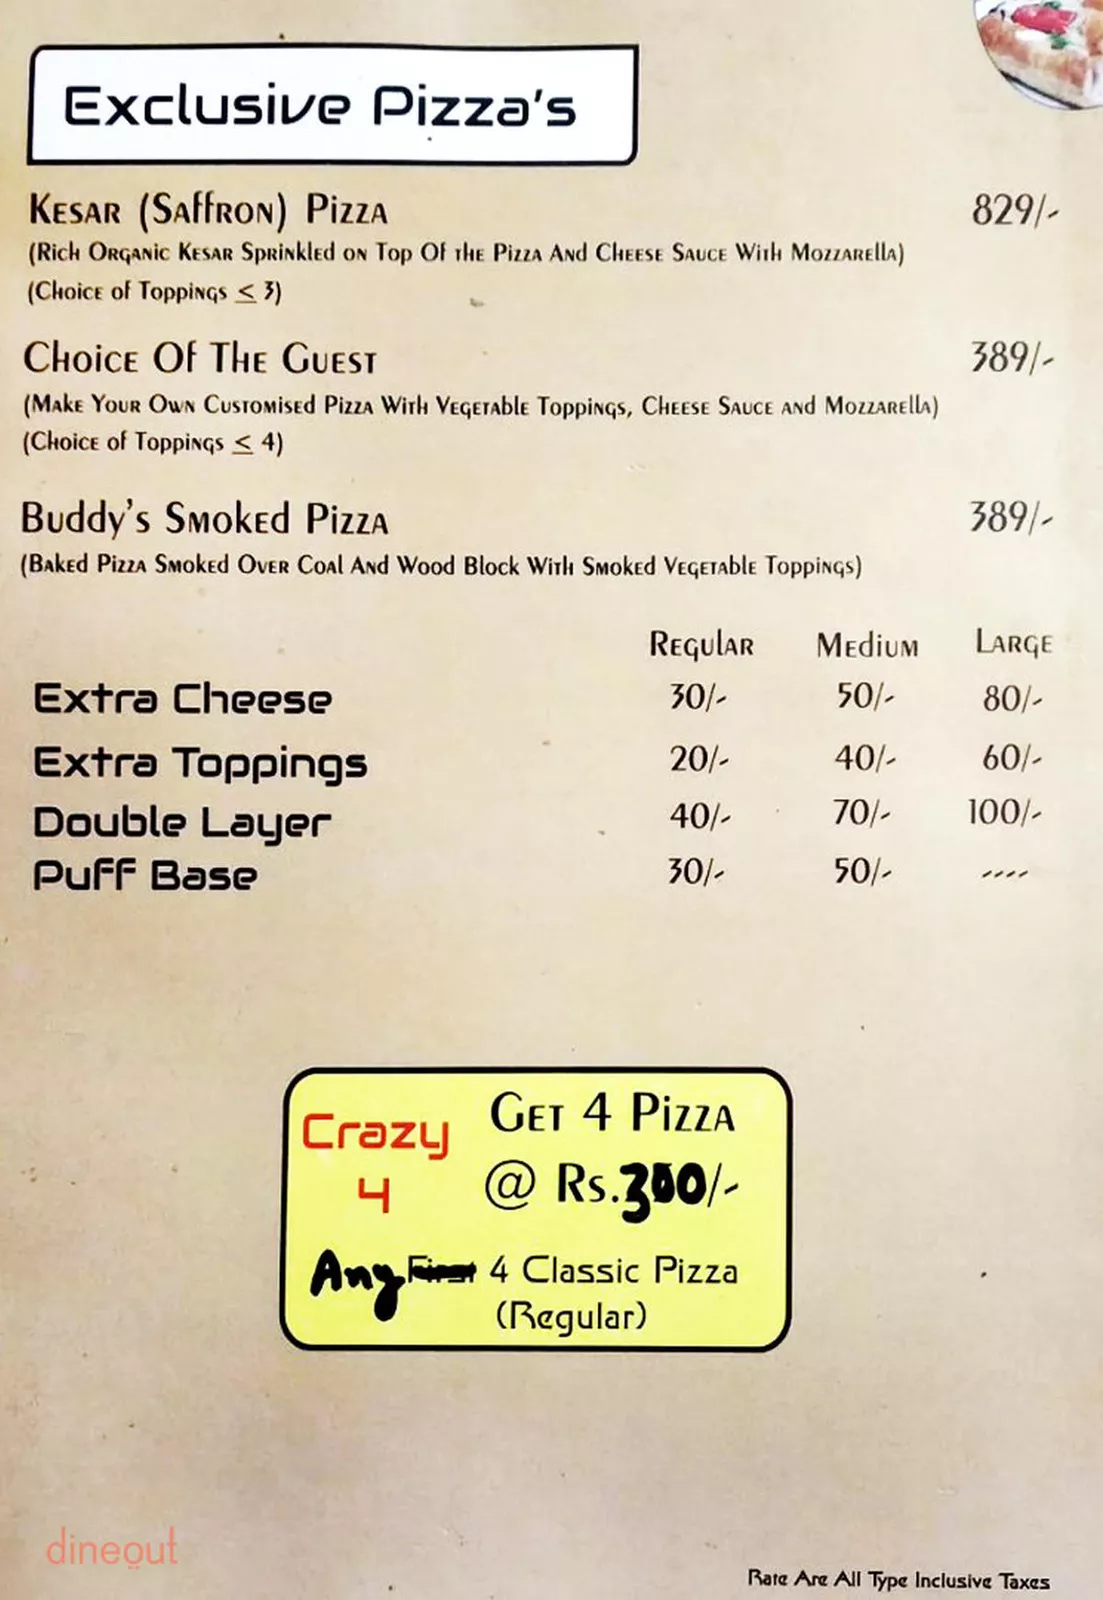 Exclusive Pizza's
Kesar (Saffron) Pizza 829/-
(Rich Organic Kesar Sprinkled on Top Of the Pizza And Cheese Sauce With Mozzarella)
(Choice of Toppings ≤ 3)
Choice Of The Guest 389/-
(Make Your Own Customised Pizza With Vegetable Toppings, Cheese Sauce and Mozzarella)
(Choice of Toppings ≤ 4)
Buddy's Smoked Pizza 389/-
(Baked Pizza Smoked Over Coal And Wood Block With Smoked Vegetable Toppings)
Regular Medium Large
Extra Cheese 30/- 50/- 80/-
Extra Toppings 20/- 40/- 60/-
Double Layer 40/- 70/- 100/-
Puff Base 30/- 50/- ----
Crazy 4
Get 4 Pizza
@ Rs.300/-
Any First 4 Classic Pizza
(Regular)
dineout
Rate Are All Type Inclusive Taxes